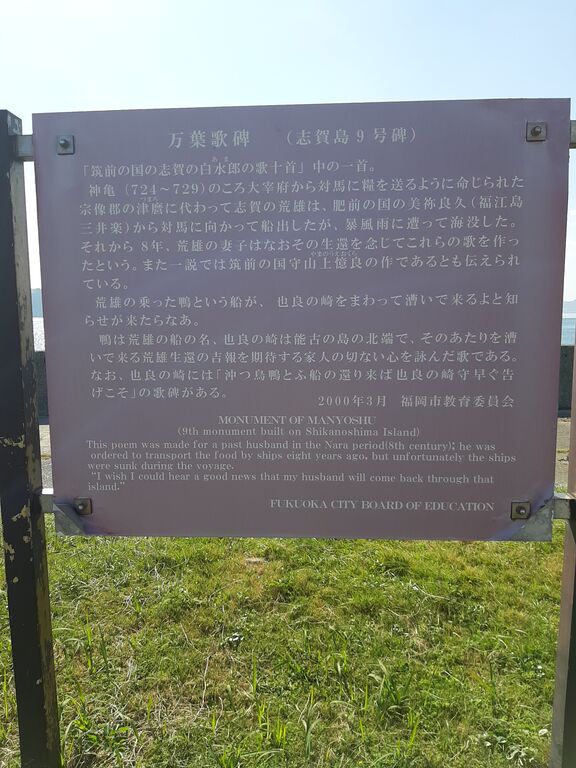 万葉歌碑 （志賀島９号碑）
「筑前の国の志賀の白水郎の歌十首」中の一首。
神亀（724～729）のころ大宰府から対馬に糧を送るように命じられた
宗像郡の津麿に代わって志賀の荒雄は、肥前の国の美祢良久（福江島
三井楽）から対馬に向かって船出したが、暴風雨に遭って海没した。
それから 8年、荒雄の妻子はなおその生還を念じてこれらの歌を作っ
たという。また一説では筑前の国守山上憶良の作であるとも伝えられ
ている。
荒雄の乗った鴨という船が、 也良の崎をまわって漕いで来るよと知
らせが来たらなあ。
鴨は荒雄の船の名、也良の崎は能古の島の北端で、そのあたりを漕
いで来る荒雄生還の吉報を期待する家人の切ない心を詠んだ歌である。
なお、也良の崎には「沖つ鳥鴨とふ船の還り来ば也良の崎守早ぐ告
げこそ」の歌碑がある。
2000年3月 福岡市教育委員会
MONUMENT OF MANYOSHU
(9th monument built on Shikanoshima Island)
This poem was made for a past husband in the Nara period(8th century); he was
ordered to transport the food by ships eight years ago, but unfortunately the ships
were sunk during the voyage.
"I wish I could hear a good news that my husband will come back through that
island."
FUKUOKA CITY BOARD OF EDUCATION